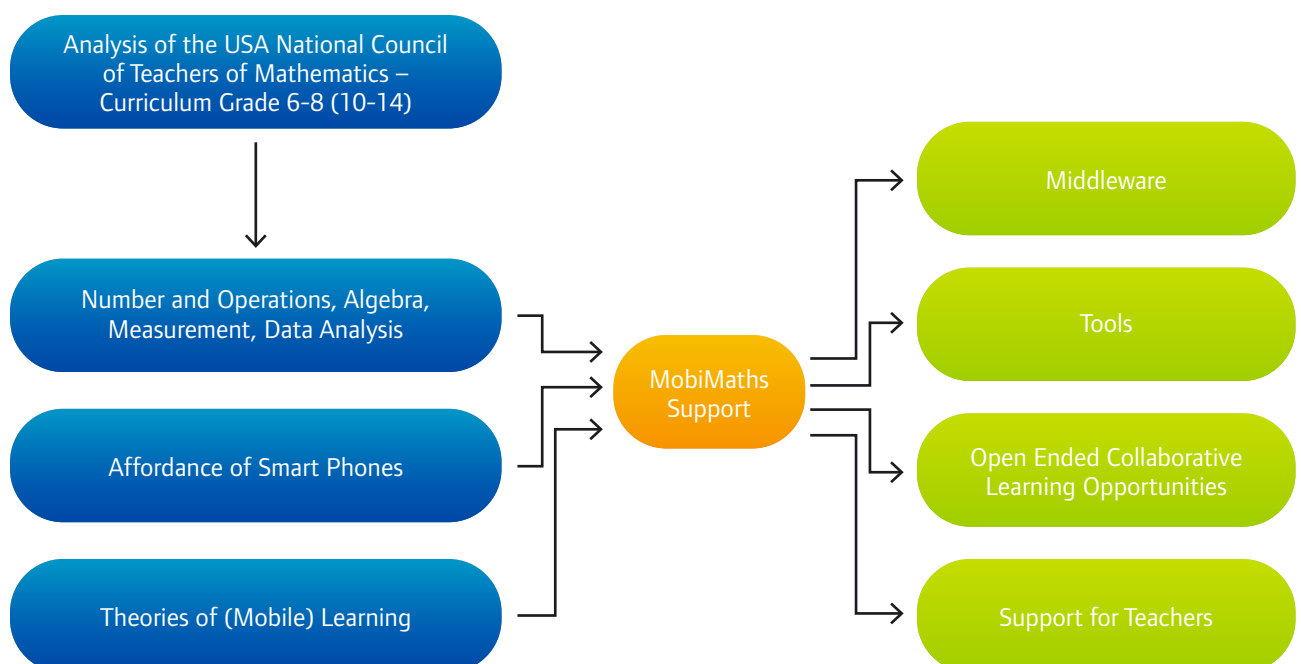 Analysis of the USA National Council
of Teachers of Mathematics –
Curriculum Grade 6-8 (10-14)
Number and Operations, Algebra,
Measurement, Data Analysis
Affordance of Smart Phones
Theories of (Mobile) Learning
MobiMaths
Support
Middleware
Tools
Open Ended Collaborative
Learning Opportunities
Support for Teachers